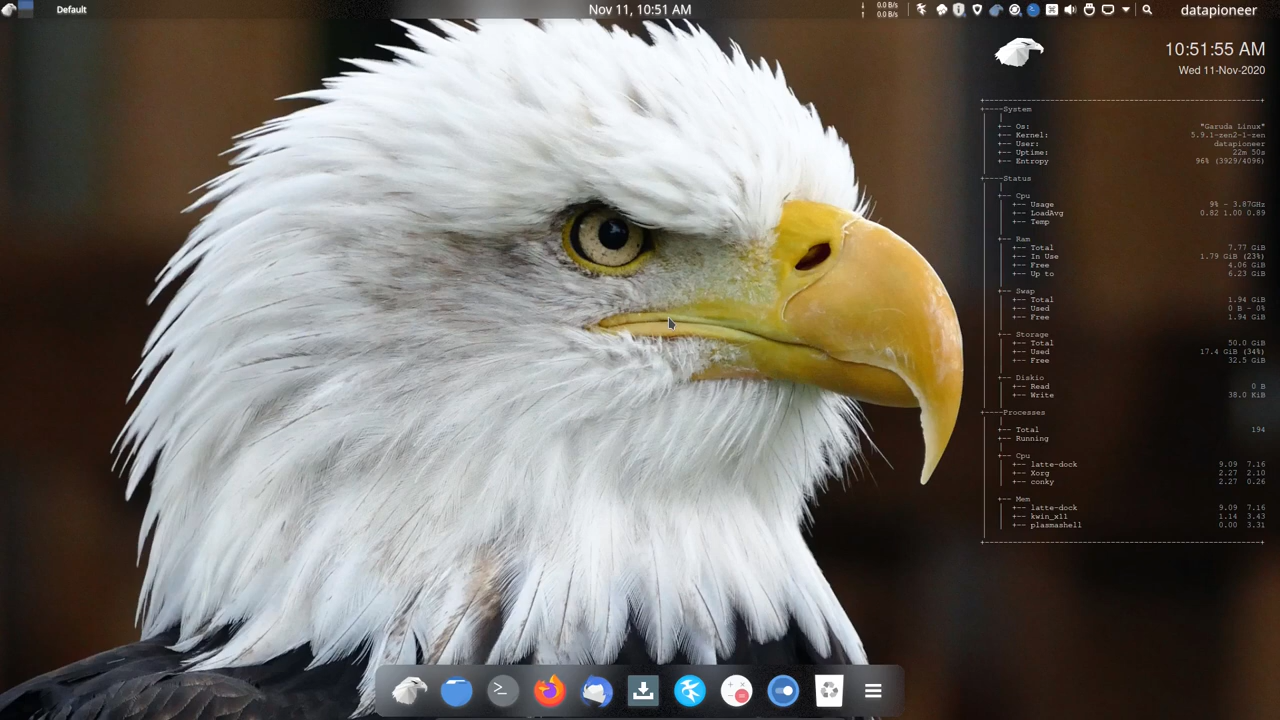 Default
Nov 11, 10:51 AM
0.0 B/s
0.0 B/s
datapioneer
10:51:55 AM
Wed 11-Nov-2020
System
Os: "Garuda Linux"
Kernel: 5.9.1-zen2-1-zen
User: datapioneer
Uptime: 22m 50s
Entropy 96% (3929/4096)
Status
Cpu
Usage 9% - 3.87GHz
LoadAvg 0.82 1.00 0.89
Temp
Ram
Total 7.77 GiB
In Use 1.79 GiB (23%)
Free 4.06 GiB
Up to 6.23 GiB
Swap
Total 1.94 GiB
Used 0 B - 0%
Free 1.94 GiB
Storage
Total 50.0 GiB
Used 17.4 GiB (34%)
Free 32.5 GiB
Diskio
Read 0 B
Write 38.0 KiB
Processes
Total 194
Running
Cpu
latte-dock 9.09 7.16
Xorg 2.27 2.10
conky 2.27 0.26
Mem
latte-dock 9.09 7.16
kwin_x11 1.14 3.43
plasmashell 0.00 3.31